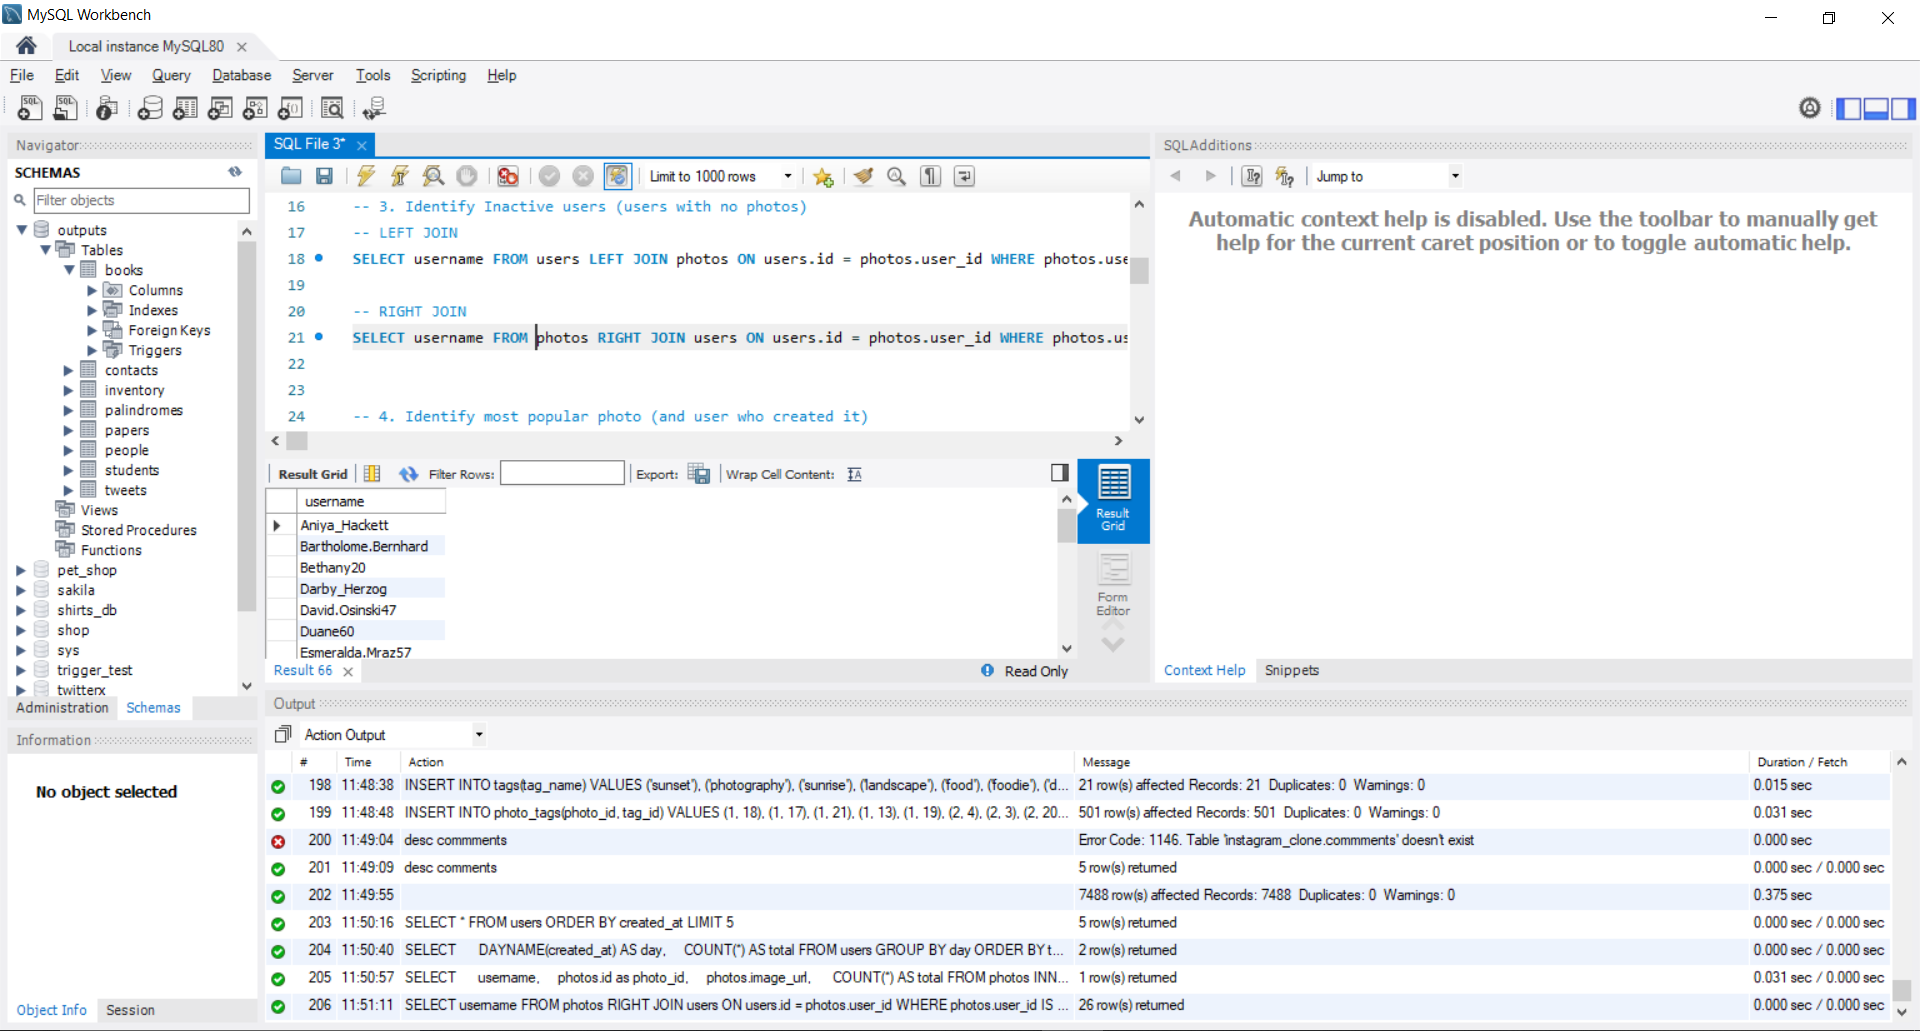 MySQL Workbench
Local instance MySQL80
File Edit View Query Database Server Tools Scripting Help
Navigator
SCHEMAS
Filter objects
outputs
Tables
books
Columns
Indexes
Foreign Keys
Triggers
contacts
inventory
palindromes
papers
people
students
tweets
Views
Stored Procedures
Functions
pet_shop
sakila
shirts_db
shop
sys
trigger_test
twitterx
Administration Schemas
Information
No object selected
Object Info Session
SQL File 3*
Limit to 1000 rows
16 -- 3. Identify Inactive users (users with no photos)
17 -- LEFT JOIN
18 SELECT username FROM users LEFT JOIN photos ON users.id = photos.user_id WHERE photos.use
19
20 -- RIGHT JOIN
21 SELECT username FROM photos RIGHT JOIN users ON users.id = photos.user_id WHERE photos.us
22
23
24 -- 4. Identify most popular photo (and user who created it)
Result Grid Filter Rows: Export: Wrap Cell Content:
username
Aniya_Hackett
Bartholome.Bernhard
Bethany20
Darby_Herzog
David.Osinski47
Duane60
Esmeralda.Mraz57
Result
Grid
Form
Editor
Result 66 Read Only
SQLAdditions
Jump to
Automatic context help is disabled. Use the toolbar to manually get
help for the current caret position or to toggle automatic help.
Context Help Snippets
Output
Action Output
# Time Action Message Duration / Fetch
198 11:48:38 INSERT INTO tags(tag_name) VALUES ('sunset'), ('photography'), ('sunrise'), ('landscape'), ('food'), ('foodie'), ('d... 21 row(s) affected Records: 21 Duplicates: 0 Warnings: 0 0.015 sec
199 11:48:48 INSERT INTO photo_tags(photo_id, tag_id) VALUES (1, 18), (1, 17), (1, 21), (1, 13), (1, 19), (2, 4), (2, 3), (2, 20... 501 row(s) affected Records: 501 Duplicates: 0 Warnings: 0 0.031 sec
200 11:49:04 desc commments Error Code: 1146. Table 'instagram_clone.commments' doesn't exist 0.000 sec
201 11:49:09 desc comments 5 row(s) returned 0.000 sec / 0.000 sec
202 11:49:55 7488 row(s) affected Records: 7488 Duplicates: 0 Warnings: 0 0.375 sec
203 11:50:16 SELECT * FROM users ORDER BY created_at LIMIT 5 5 row(s) returned 0.000 sec / 0.000 sec
204 11:50:40 SELECT DAYNAME(created_at) AS day, COUNT(*) AS total FROM users GROUP BY day ORDER BY t... 2 row(s) returned 0.000 sec / 0.000 sec
205 11:50:57 SELECT username, photos.id as photo_id, photos.image_url, COUNT(*) AS total FROM photos INN... 1 row(s) returned 0.031 sec / 0.000 sec
206 11:51:11 SELECT username FROM photos RIGHT JOIN users ON users.id = photos.user_id WHERE photos.user_id IS ... 26 row(s) returned 0.000 sec / 0.000 sec